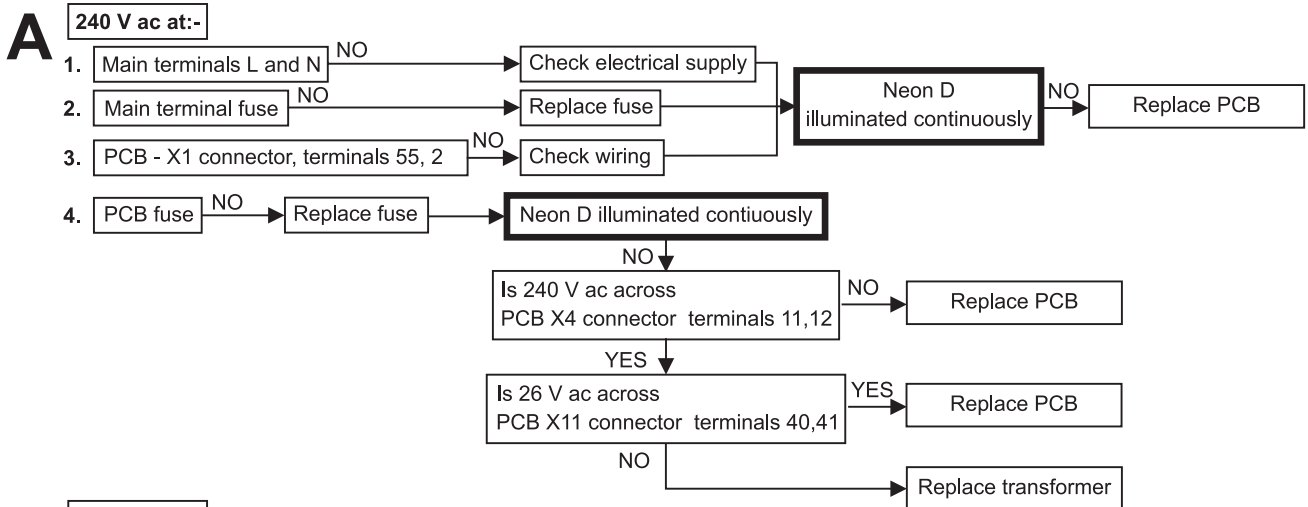 A
240 V ac at:-
1. Main terminals L and N NO Check electrical supply
2. Main terminal fuse NO Replace fuse
Neon D
illuminated continuously
NO
Replace PCB
3. PCB - X1 connector, terminals 55, 2 NO Check wiring
4. PCB fuse NO Replace fuse Neon D illuminated contiuously
NO
Is 240 V ac across
PCB X4 connector terminals 11,12
NO
Replace PCB
YES
Is 26 V ac across
PCB X11 connector terminals 40,41
YES
Replace PCB
NO
Replace transformer